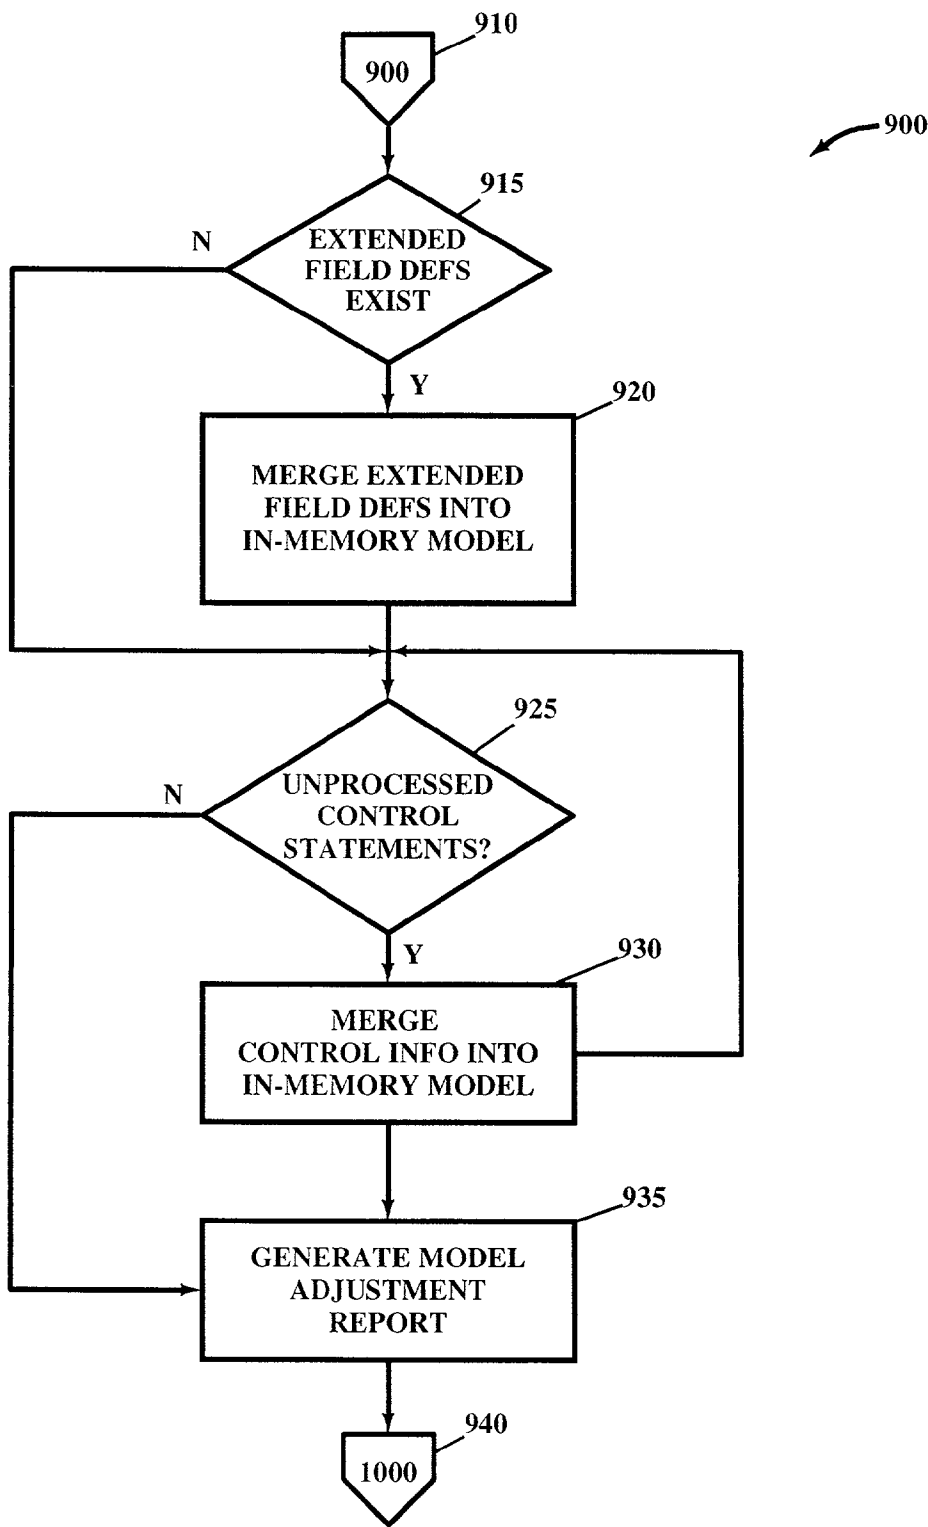 910
900
900
915
N
EXTENDED
FIELD DEFS
EXIST
Y
920
MERGE EXTENDED
FIELD DEFS INTO
IN-MEMORY MODEL
925
N
UNPROCESSED
CONTROL
STATEMENTS?
Y
930
MERGE
CONTROL INFO INTO
IN-MEMORY MODEL
935
GENERATE MODEL
ADJUSTMENT
REPORT
940
1000